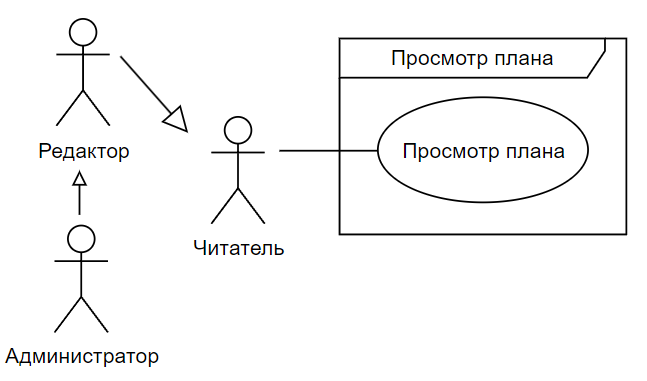 Просмотр плана
Редактор
Просмотр плана
Читатель
Администратор